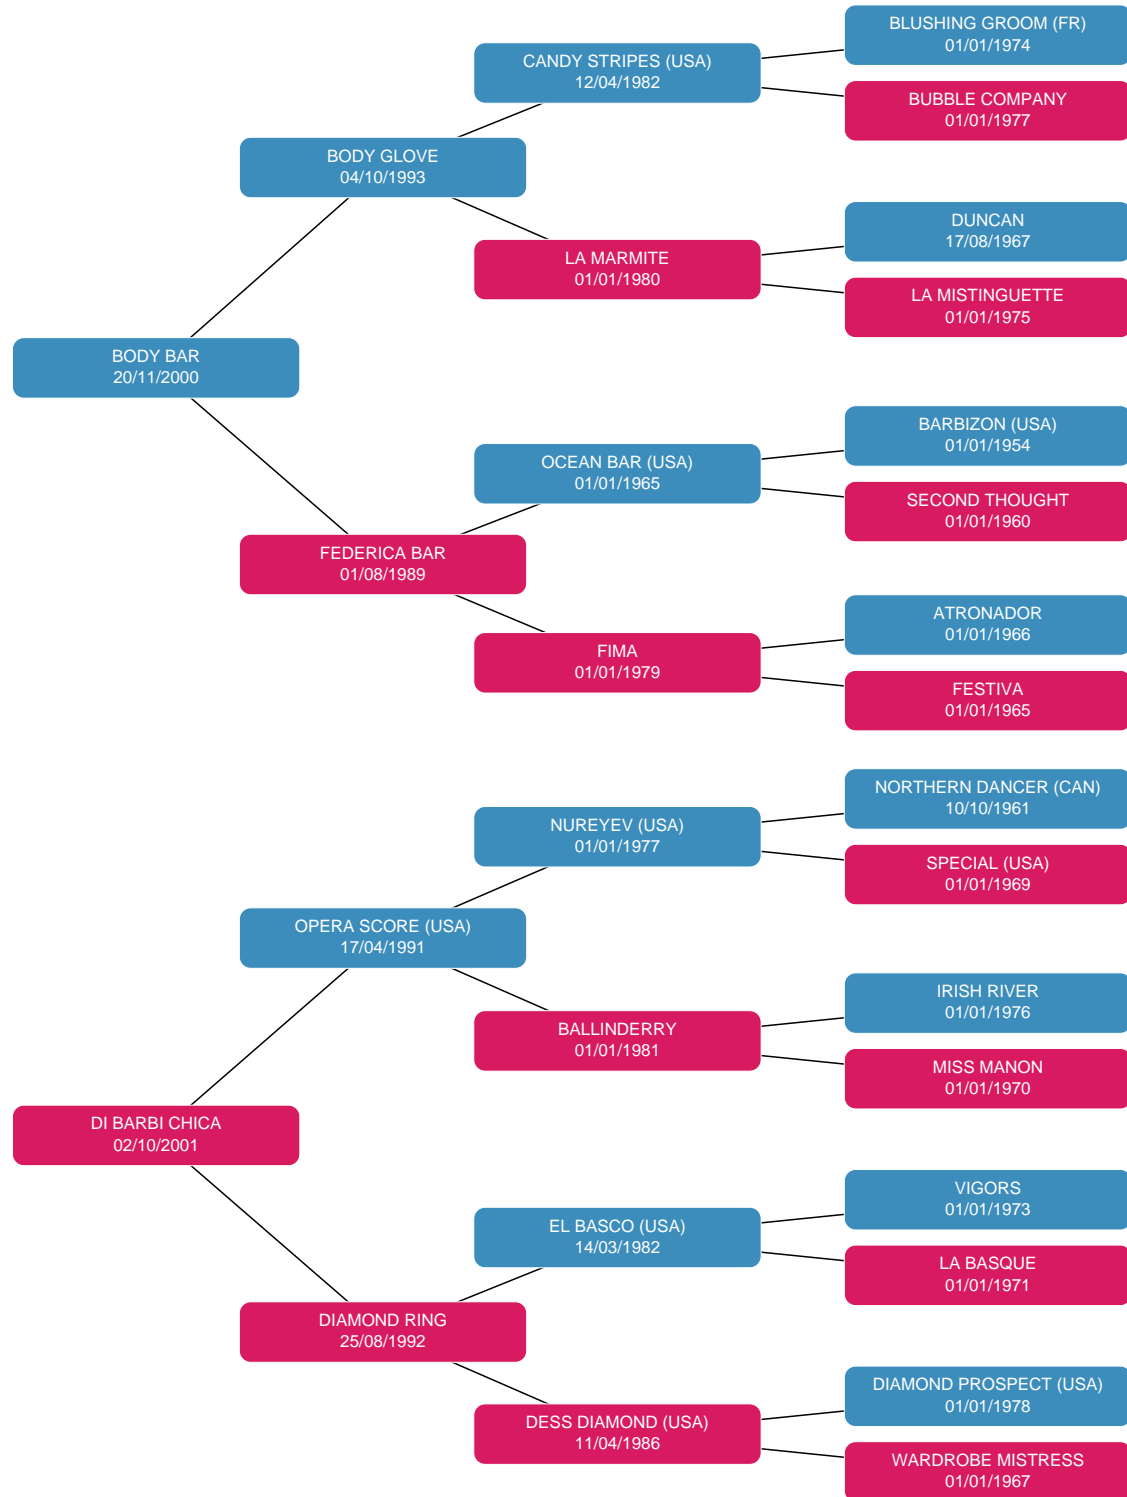 BLUSHING GROOM (FR)
01/01/1974
CANDY STRIPES (USA)
12/04/1982
BUBBLE COMPANY
01/01/1977
BODY GLOVE
04/10/1993
DUNCAN
17/08/1967
LA MARMITE
01/01/1980
LA MISTINGUETTE
01/01/1975
BODY BAR
20/11/2000
BARBIZON (USA)
01/01/1954
OCEAN BAR (USA)
01/01/1965
SECOND THOUGHT
01/01/1960
FEDERICA BAR
01/08/1989
ATRONADOR
01/01/1966
FIMA
01/01/1979
FESTIVA
01/01/1965
NORTHERN DANCER (CAN)
10/10/1961
NUREYEV (USA)
01/01/1977
SPECIAL (USA)
01/01/1969
OPERA SCORE (USA)
17/04/1991
IRISH RIVER
01/01/1976
BALLINDERRY
01/01/1981
MISS MANON
01/01/1970
DI BARBI CHICA
02/10/2001
VIGORS
01/01/1973
EL BASCO (USA)
14/03/1982
LA BASQUE
01/01/1971
DIAMOND RING
25/08/1992
DIAMOND PROSPECT (USA)
01/01/1978
DESS DIAMOND (USA)
11/04/1986
WARDROBE MISTRESS
01/01/1967